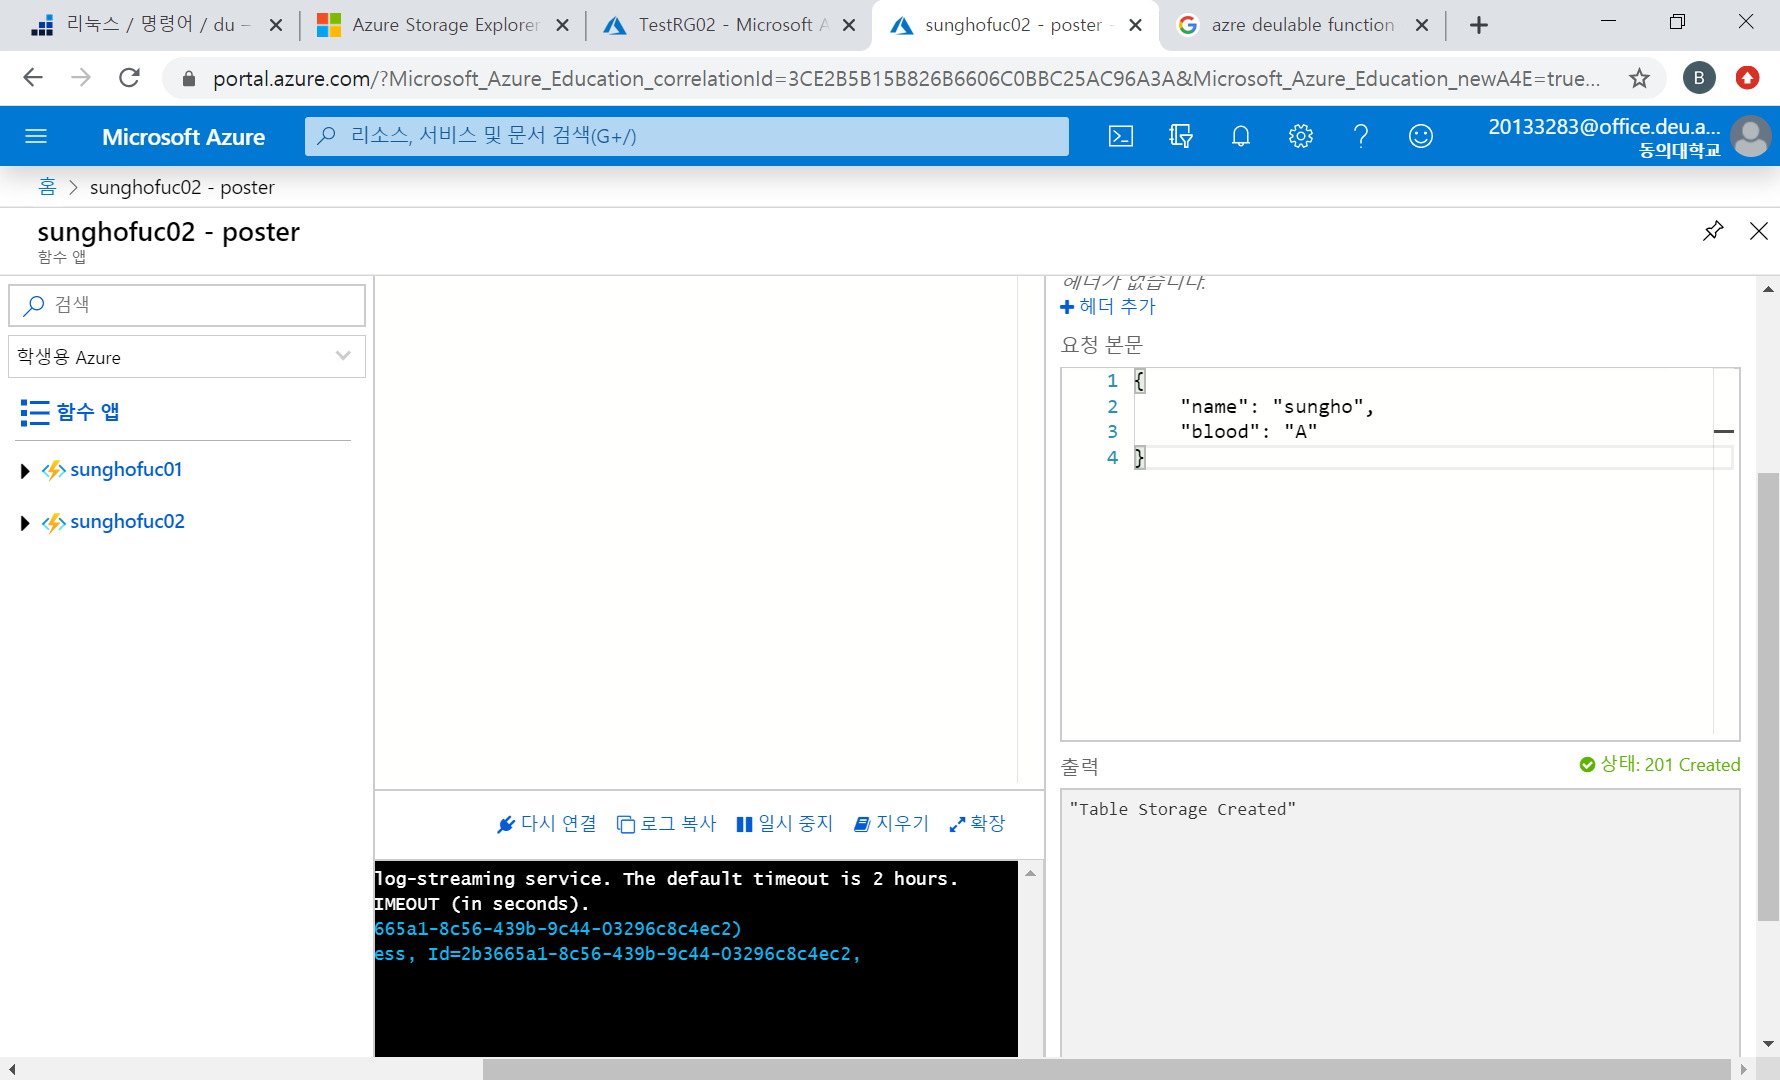 리눅스 / 명령어 / du –
Azure Storage Explorer
TestRG02 - Microsoft A
sunghofuc02 - poster -
azre deulable function
portal.azure.com/?Microsoft_Azure_Education_correlationId=3CE2B5B15B826B6606C0BBC25AC96A3A&Microsoft_Azure_Education_newA4E=true...
B
Microsoft Azure
리소스, 서비스 및 문서 검색(G+/)
20133283@office.deu.a...
동의대학교
홈 > sunghofuc02 - poster
sunghofuc02 - poster
함수 앱
검색
학생용 Azure
함수 앱
sunghofuc01
sunghofuc02
헤더가 없습니다.
헤더 추가
요청 본문
1 {
2 "name": "sungho",
3 "blood": "A"
4 }
출력
상태: 201 Created
"Table Storage Created"
다시 연결 로그 복사 일시 중지 지우기 확장
log-streaming service. The default timeout is 2 hours.
IMEOUT (in seconds).
665a1-8c56-439b-9c44-03296c8c4ec2)
ess, Id=2b3665a1-8c56-439b-9c44-03296c8c4ec2,